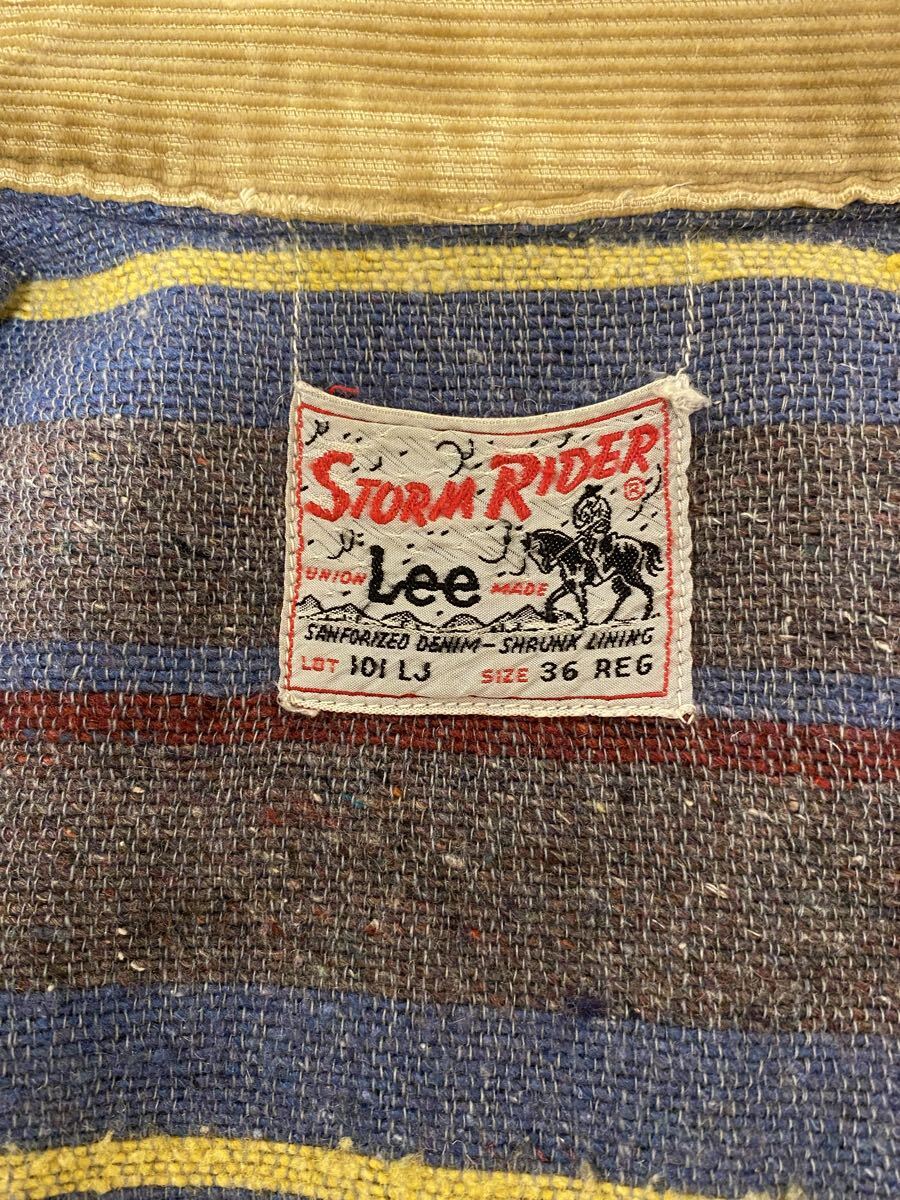 STORM RIDER ®
UNION Lee MADE
SANFORIZED DENIM - SHRUNK LINING
LOT 101 LJ SIZE 36 REG